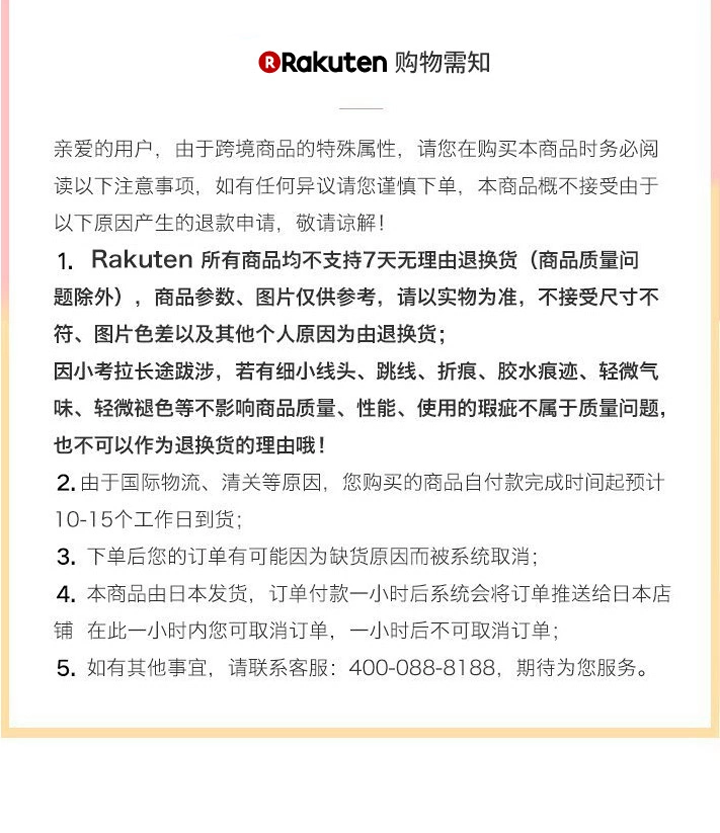 Rakuten 购物需知
亲爱的用户，由于跨境商品的特殊属性，请您在购买本商品时务必阅
读以下注意事项，如有任何异议请您谨慎下单，本商品概不接受由于
以下原因产生的退款申请，敬请谅解！
1. Rakuten 所有商品均不支持7天无理由退换货（商品质量问
题除外），商品参数、图片仅供参考，请以实物为准，不接受尺寸不
符、图片色差以及其他个人原因为由退换货；
因小考拉长途跋涉，若有细小线头、跳线、折痕、胶水痕迹、轻微气
味、轻微褪色等不影响商品质量、性能、使用的瑕疵不属于质量问题，
也不可以作为退换货的理由哦！
2.由于国际物流、清关等原因，您购买的商品自付款完成时间起预计
10-15个工作日到货；
3. 下单后您的订单有可能因为缺货原因而被系统取消；
4. 本商品由日本发货，订单付款一小时后系统会将订单推送给日本店
铺 在此一小时内您可取消订单，一小时后不可取消订单；
5. 如有其他事宜，请联系客服：400-088-8188，期待为您服务。